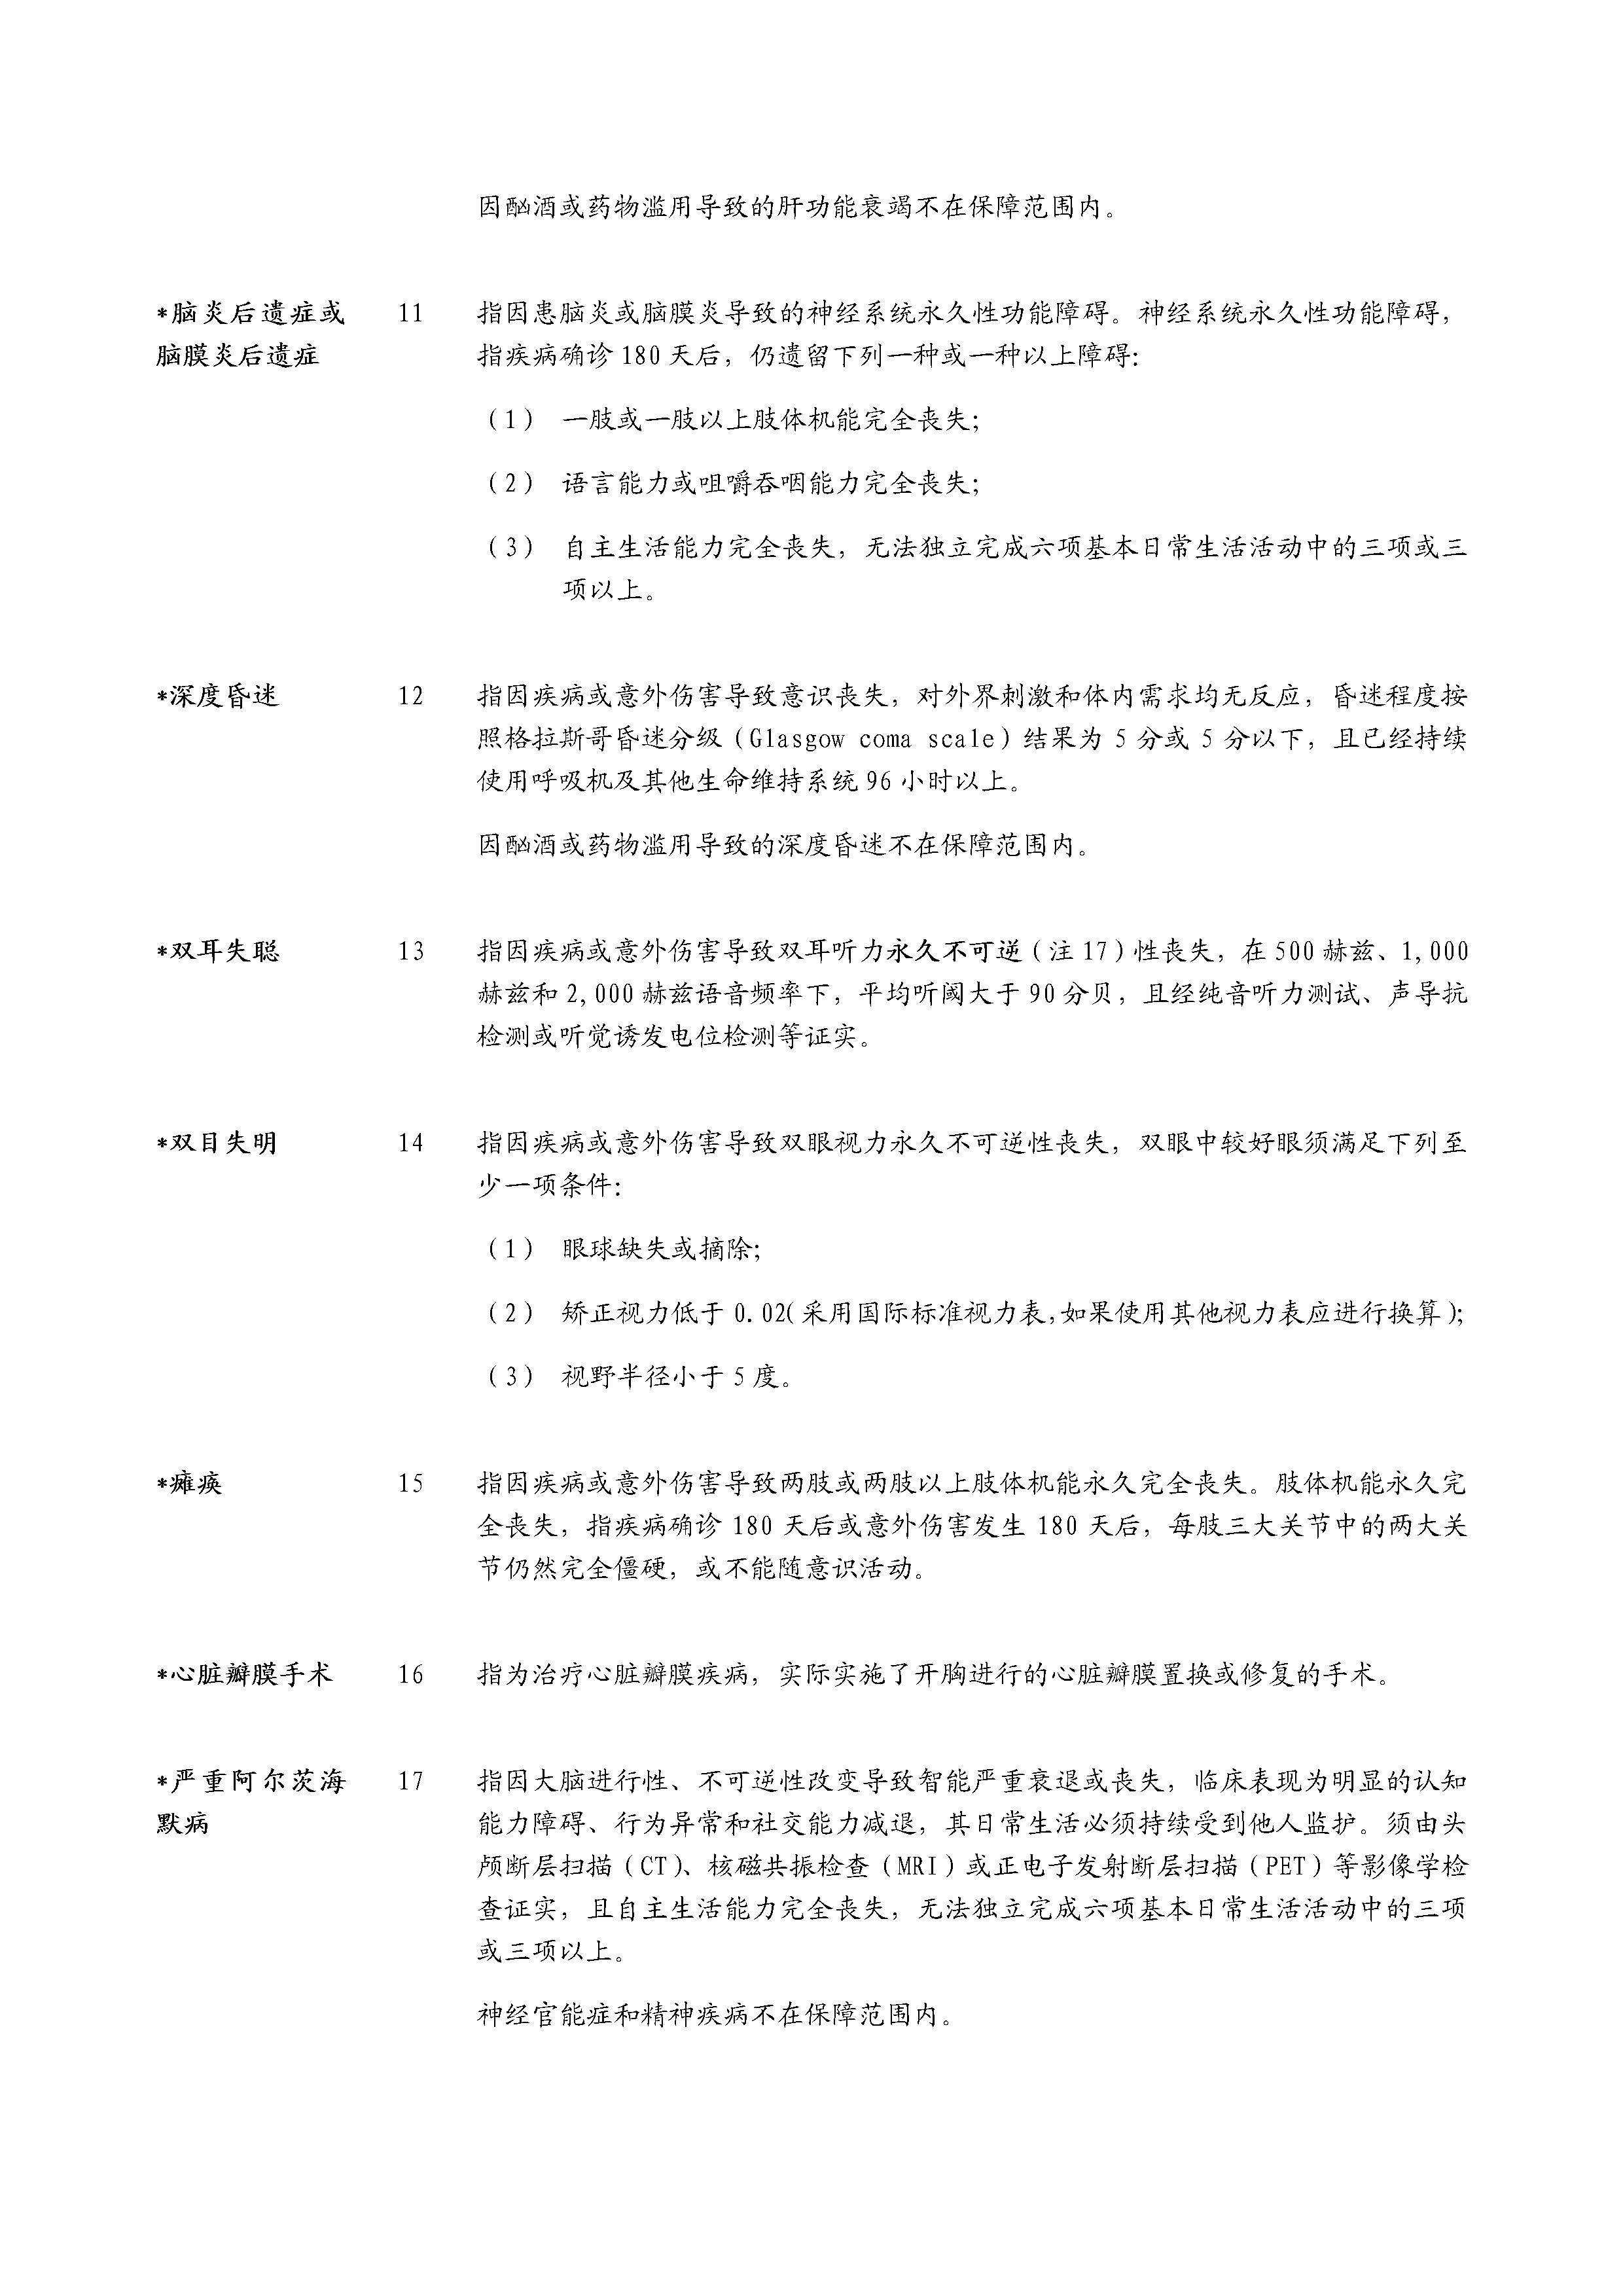 因酗酒或药物滥用导致的肝功能衰竭不在保障范围内。
*脑炎后遗症或 11 指因患脑炎或脑膜炎导致的神经系统永久性功能障碍。神经系统永久性功能障碍，
脑膜炎后遗症 指疾病确诊 180 天后，仍遗留下列一种或一种以上障碍：
（1） 一肢或一肢以上肢体机能完全丧失；
（2） 语言能力或咀嚼吞咽能力完全丧失；
（3） 自主生活能力完全丧失，无法独立完成六项基本日常生活活动中的三项或三
项以上。
*深度昏迷 12 指因疾病或意外伤害导致意识丧失，对外界刺激和体内需求均无反应，昏迷程度按
照格拉斯哥昏迷分级（Glasgow coma scale）结果为 5 分或 5 分以下，且已经持续
使用呼吸机及其他生命维持系统 96 小时以上。
因酗酒或药物滥用导致的深度昏迷不在保障范围内。
*双耳失聪 13 指因疾病或意外伤害导致双耳听力永久不可逆（注 17）性丧失，在 500 赫兹、1,000
赫兹和 2,000 赫兹语音频率下，平均听阈大于 90 分贝，且经纯音听力测试、声导抗
检测或听觉诱发电位检测等证实。
*双目失明 14 指因疾病或意外伤害导致双眼视力永久不可逆性丧失，双眼中较好眼须满足下列至
少一项条件：
（1） 眼球缺失或摘除；
（2） 矫正视力低于 0.02（采用国际标准视力表，如果使用其他视力表应进行换算）；
（3） 视野半径小于 5 度。
*瘫痪 15 指因疾病或意外伤害导致两肢或两肢以上肢体机能永久完全丧失。肢体机能永久完
全丧失，指疾病确诊 180 天后或意外伤害发生 180 天后，每肢三大关节中的两大关
节仍然完全僵硬，或不能随意识活动。
*心脏瓣膜手术 16 指为治疗心脏瓣膜疾病，实际实施了开胸进行的心脏瓣膜置换或修复的手术。
*严重阿尔茨海 17 指因大脑进行性、不可逆性改变导致智能严重衰退或丧失，临床表现为明显的认知
默病 能力障碍、行为异常和社交能力减退，其日常生活必须持续受到他人监护。须由头
颅断层扫描（CT）、核磁共振检查（MRI）或正电子发射断层扫描（PET）等影像学检
查证实，且自主生活能力完全丧失，无法独立完成六项基本日常生活活动中的三项
或三项以上。
神经官能症和精神疾病不在保障范围内。